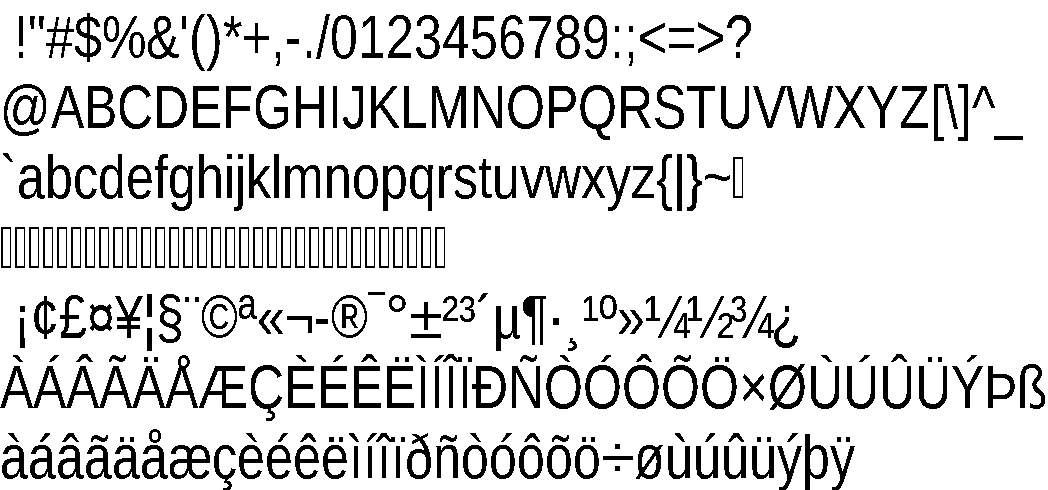 !"#$%&'()*+,-./0123456789:;<=>?
@ABCDEFGHIJKLMNOPQRSTUVWXYZ[\]^_
`abcdefghijklmnopqrstuvwxyz{|}~
¡¢£¤¥¦§¨©ª«¬-®¯°±²³´µ¶·¸¹º»¼½¾¿
ÀÁÂÃÄÅÆÇÈÉÊËÌÍÎÏÐÑÒÓÔÕÖ×ØÙÚÛÜÝÞß
àáâãäåæçèéêëìíîïðñòóôõö÷øùúûüýþÿ